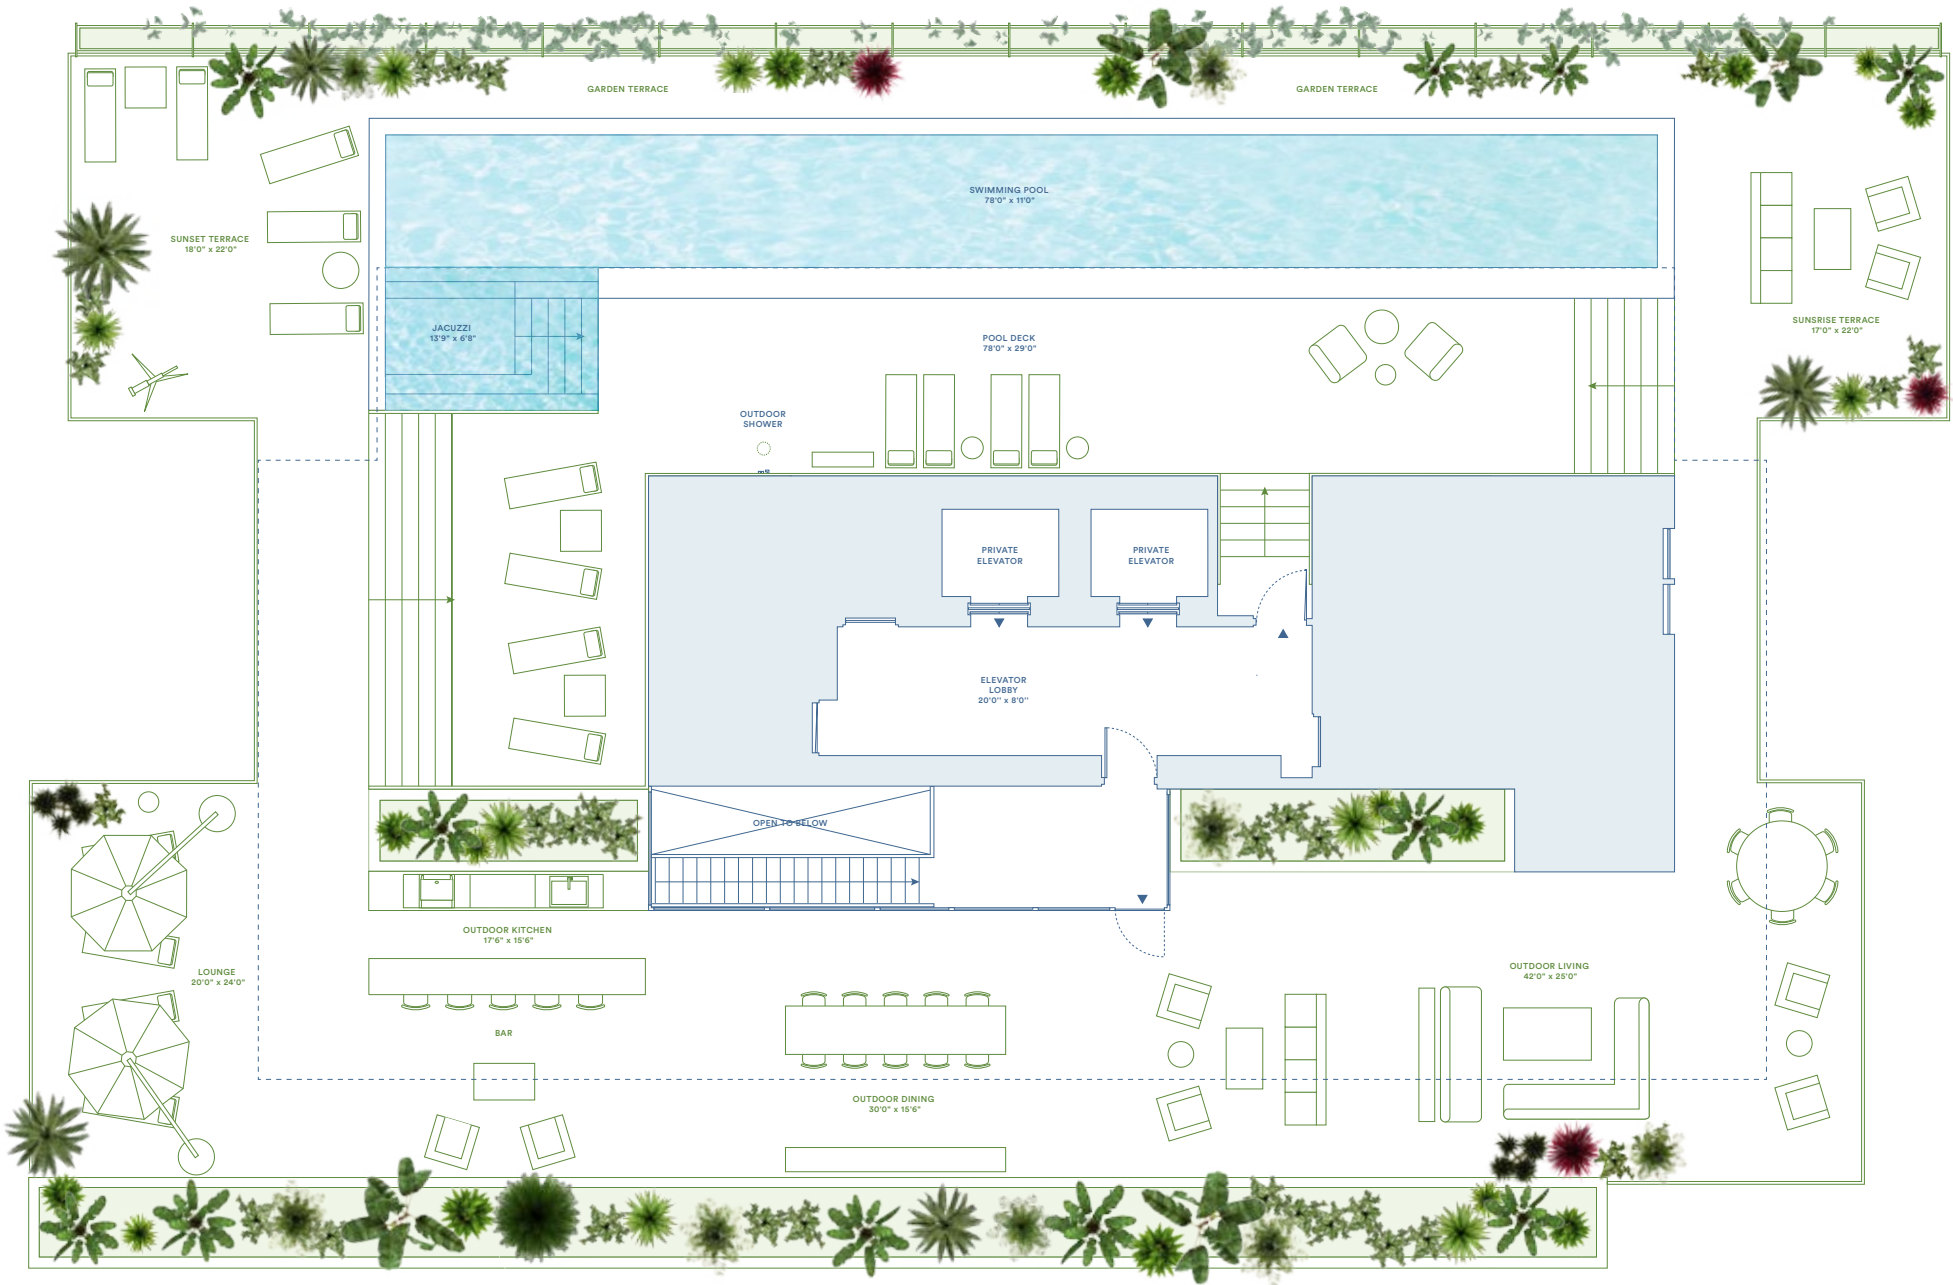 GARDEN TERRACE
GARDEN TERRACE
SWIMMING POOL
78'0" x 11'0"
SUNSET TERRACE
18'0" x 22'0"
SUNSRISE TERRACE
17'0" x 22'0"
JACUZZI
13'9" x 6'8"
POOL DECK
78'0" x 29'0"
OUTDOOR
SHOWER
PRIVATE
ELEVATOR
PRIVATE
ELEVATOR
ELEVATOR
LOBBY
20'0" x 8'0"
OPEN TO BELOW
OUTDOOR KITCHEN
17'6" x 15'6"
LOUNGE
20'0" x 24'0"
OUTDOOR LIVING
42'0" x 25'0"
BAR
OUTDOOR DINING
30'0" x 15'6"